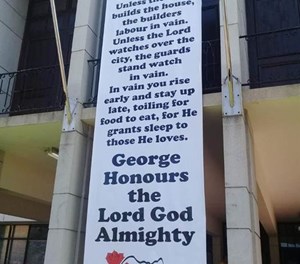 Unless the
builds the house,
the builders
labour in vain.
Unless the Lord
watches over the
city, the guards
stand watch
in vain.
In vain you rise
early and stay up
late, toiling for
food to eat, for He
grants sleep to
those He loves.
George
Honours
the
Lord God
Almighty